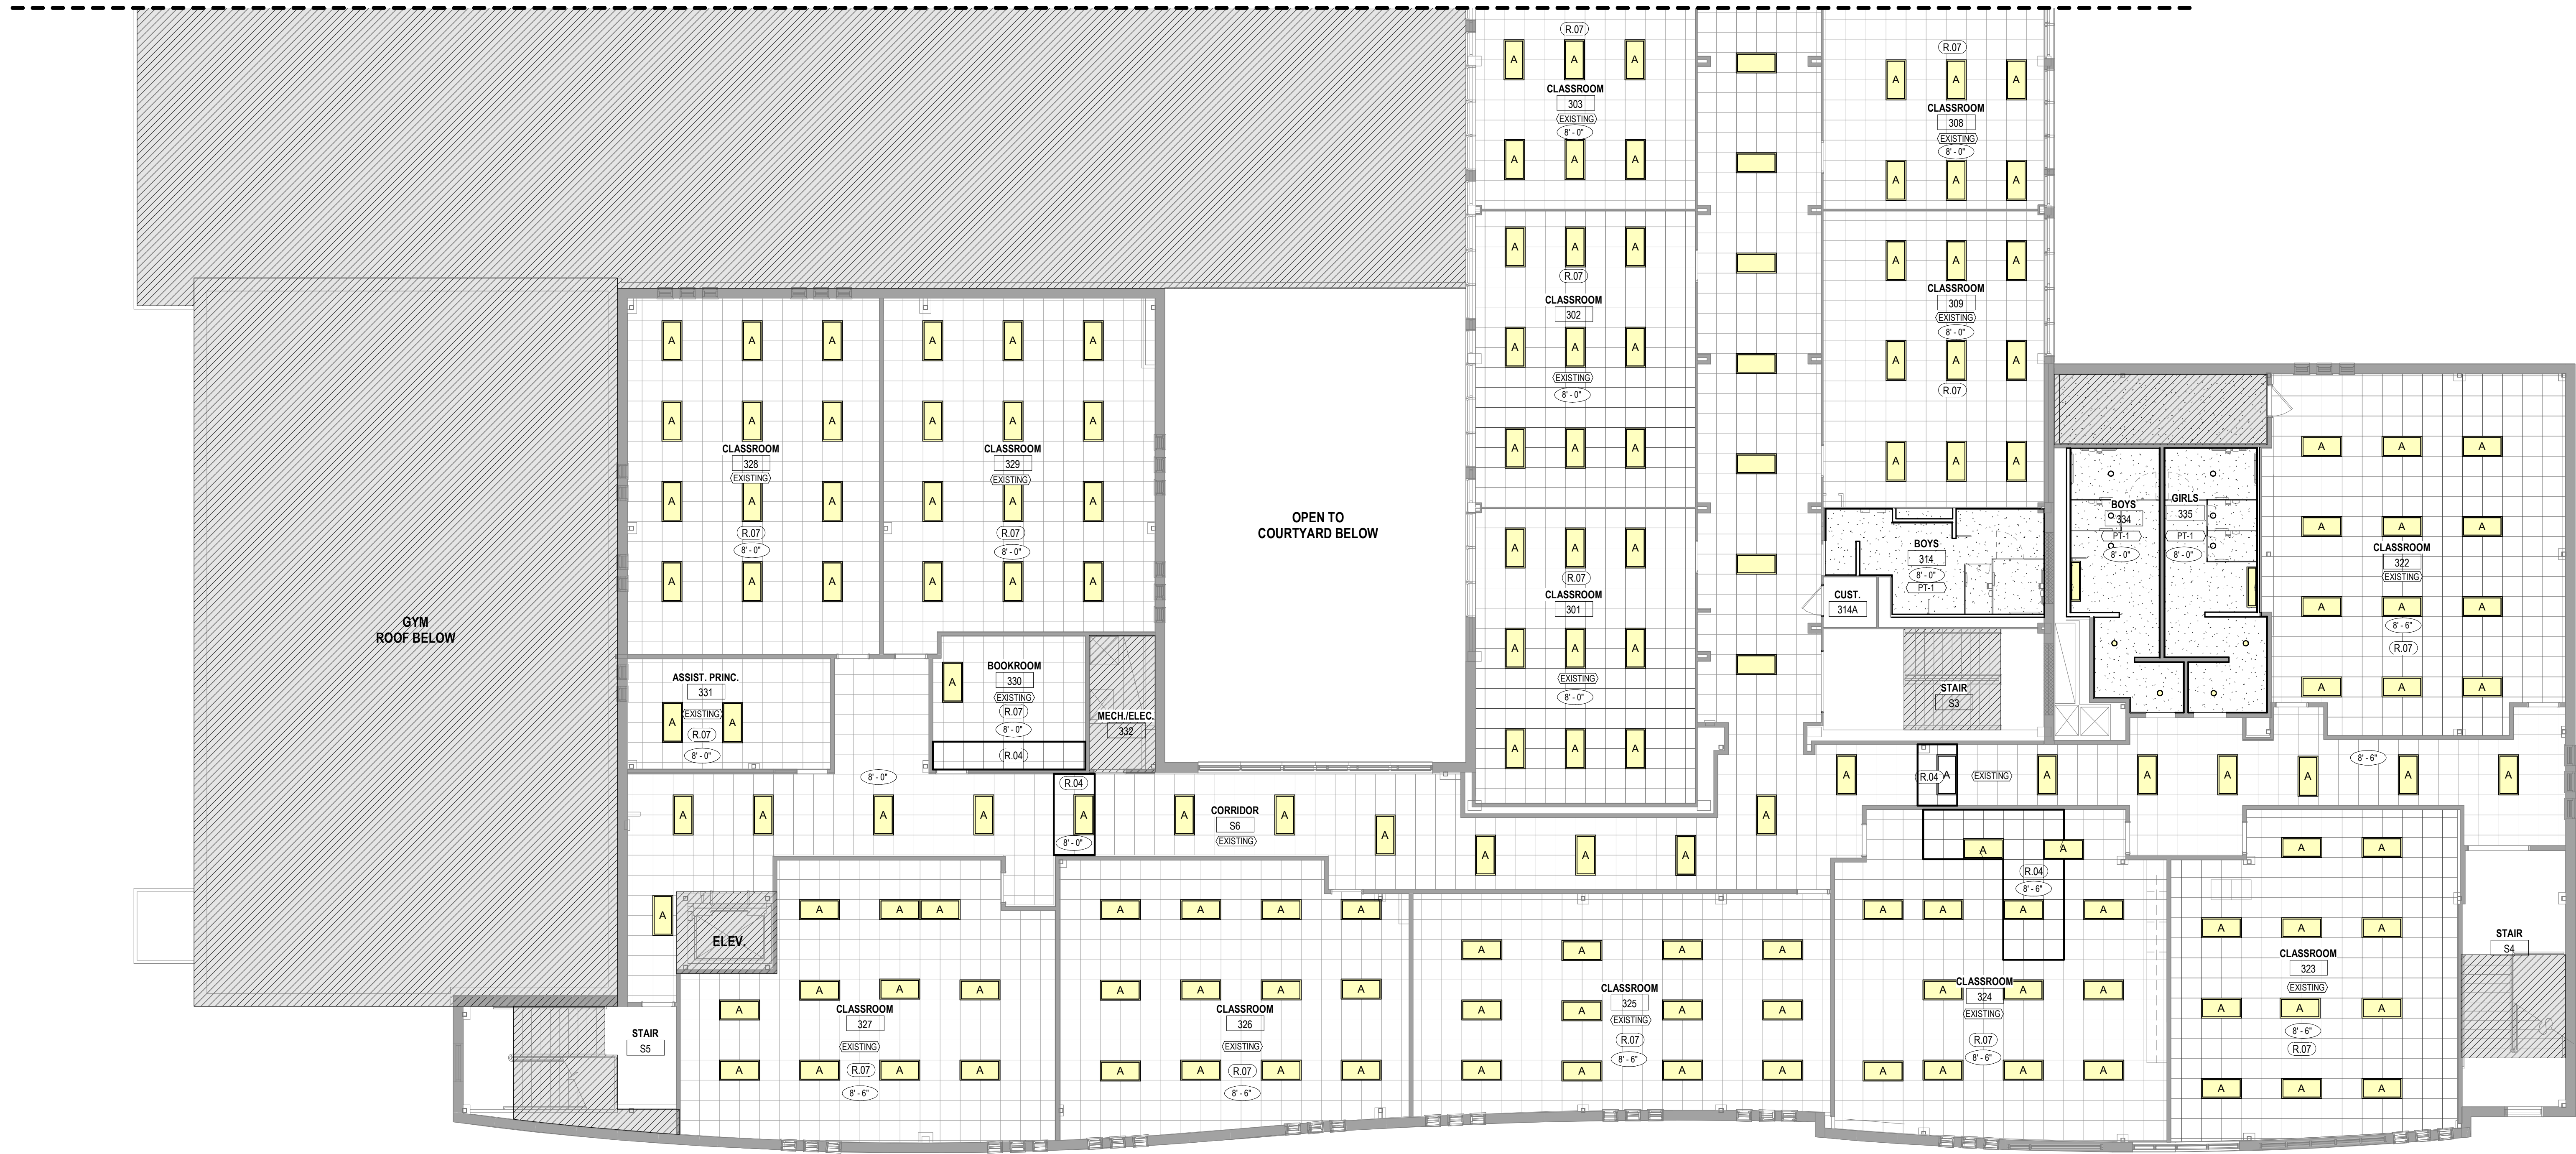 R.07
A A A
CLASSROOM
303
EXISTING
8' - 0"
A A A
R.07
A A A
CLASSROOM
308
EXISTING
8' - 0"
A A A
A A A
R.07
CLASSROOM
302
A A A
EXISTING
8' - 0"
A A A
A A A
CLASSROOM
309
EXISTING
8' - 0"
A A A
R.07
A A A
A A A
A A A
CLASSROOM
328
EXISTING
A A A
R.07
8' - 0"
A A A
A A A
A A A
CLASSROOM
329
EXISTING
A A A
R.07
8' - 0"
A A A
OPEN TO
COURTYARD BELOW
A A A
R.07
CLASSROOM
301
A A A
EXISTING
8' - 0"
A A A
BOYS
314
8' - 0"
PT-1
CUST.
314A
STAIR
S3
BOYS
334
PT-1
8' - 0"
GIRLS
335
PT-1
8' - 0"
A A A
A A A
CLASSROOM
322
EXISTING
A A A
8' - 6"
R.07
A A A
GYM
ROOF BELOW
ASSIST. PRINC.
331
EXISTING
A A
R.07
8' - 0"
BOOKROOM
A
330
EXISTING
R.07
8' - 0"
R.04
MECH./ELEC.
332
8' - 0"
R.04
A A A A A A A
8' - 0"
CORRIDOR
S6
EXISTING
A A A A A
A
R.04
A
EXISTING
A A A A A A
8' - 6"
A
ELEV.
A A A
A A A
A
CLASSROOM
327
EXISTING
R.07
A A A A
8' - 6"
STAIR
S5
A A A A
A A A A
CLASSROOM
326
EXISTING
R.07
A A A A
8' - 6"
A A A A
CLASSROOM
325
A A A A
EXISTING
R.07
8' - 6"
A A A A
A A
R.04
8' - 6"
A A A A
CLASSROOM
A A A
324
EXISTING
R.07
8' - 6"
A A A A
A A
A A A
CLASSROOM
323
EXISTING
A A A
8' - 6"
R.07
A A A
STAIR
S4